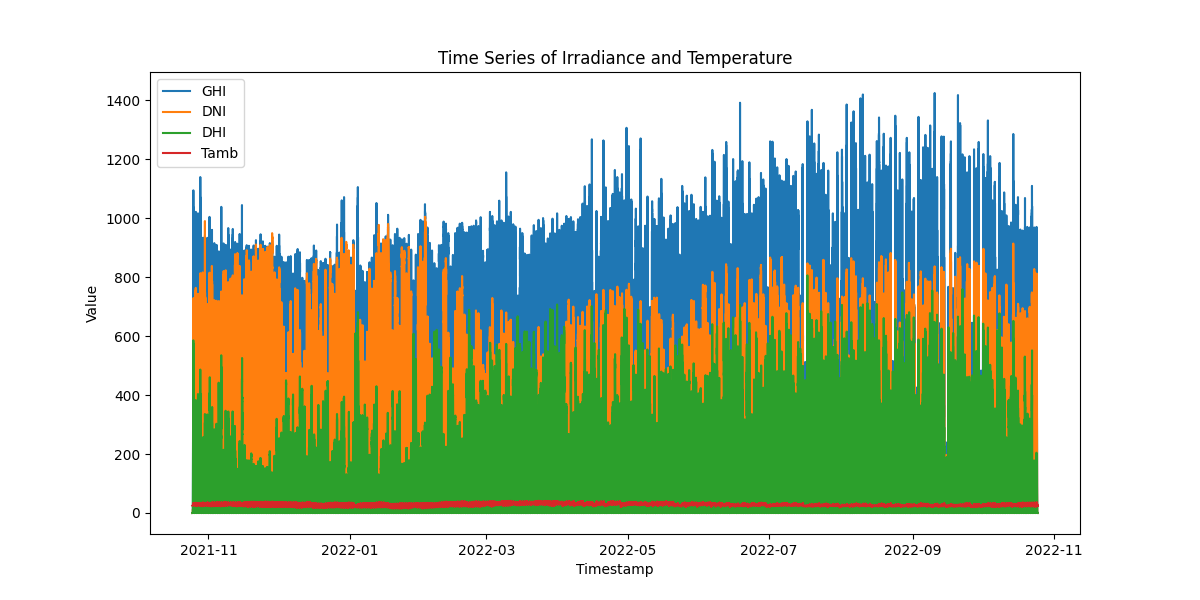 Time Series of Irradiance and Temperature
GHI
DNI
DHI
Tamb
1400
1200
1000
800
600
400
200
0
Value
2021-11 2022-01 2022-03 2022-05 2022-07 2022-09 2022-11
Timestamp